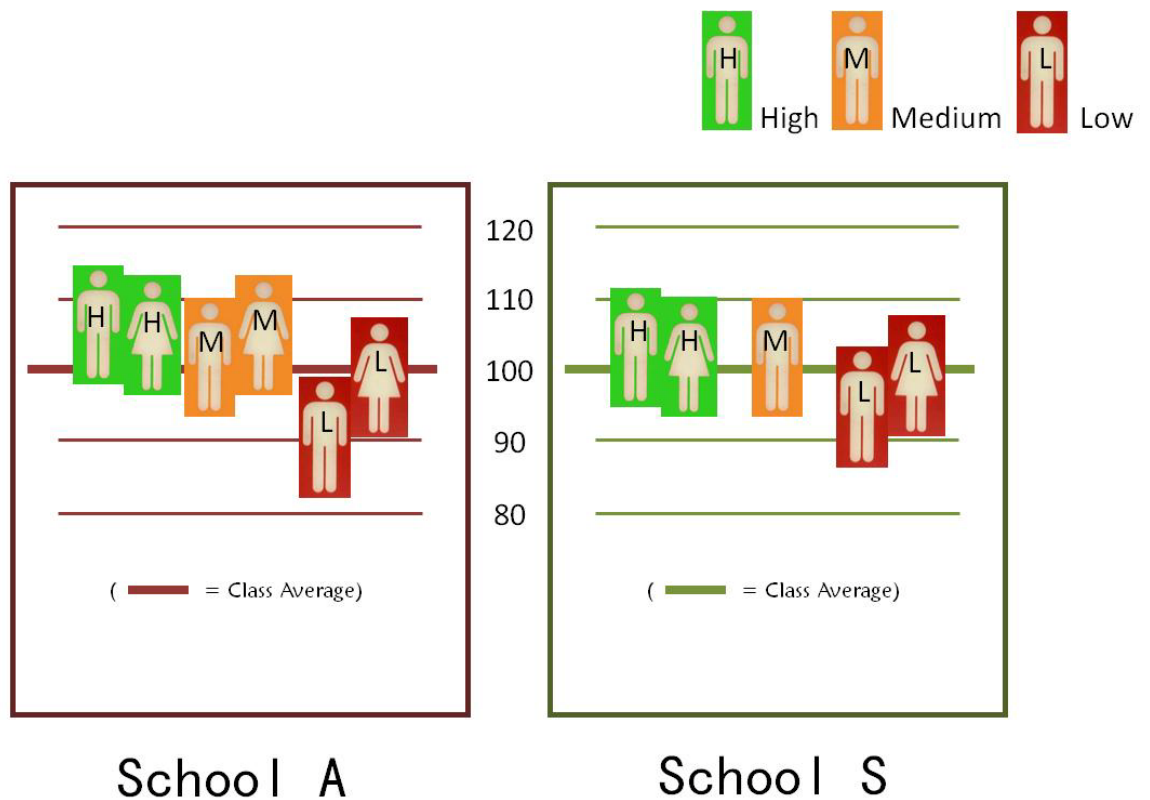 H M L
High Medium Low
120
110
100
90
80
H H M M L L
H H M L L
( = Class Average)
( = Class Average)
School A
School S